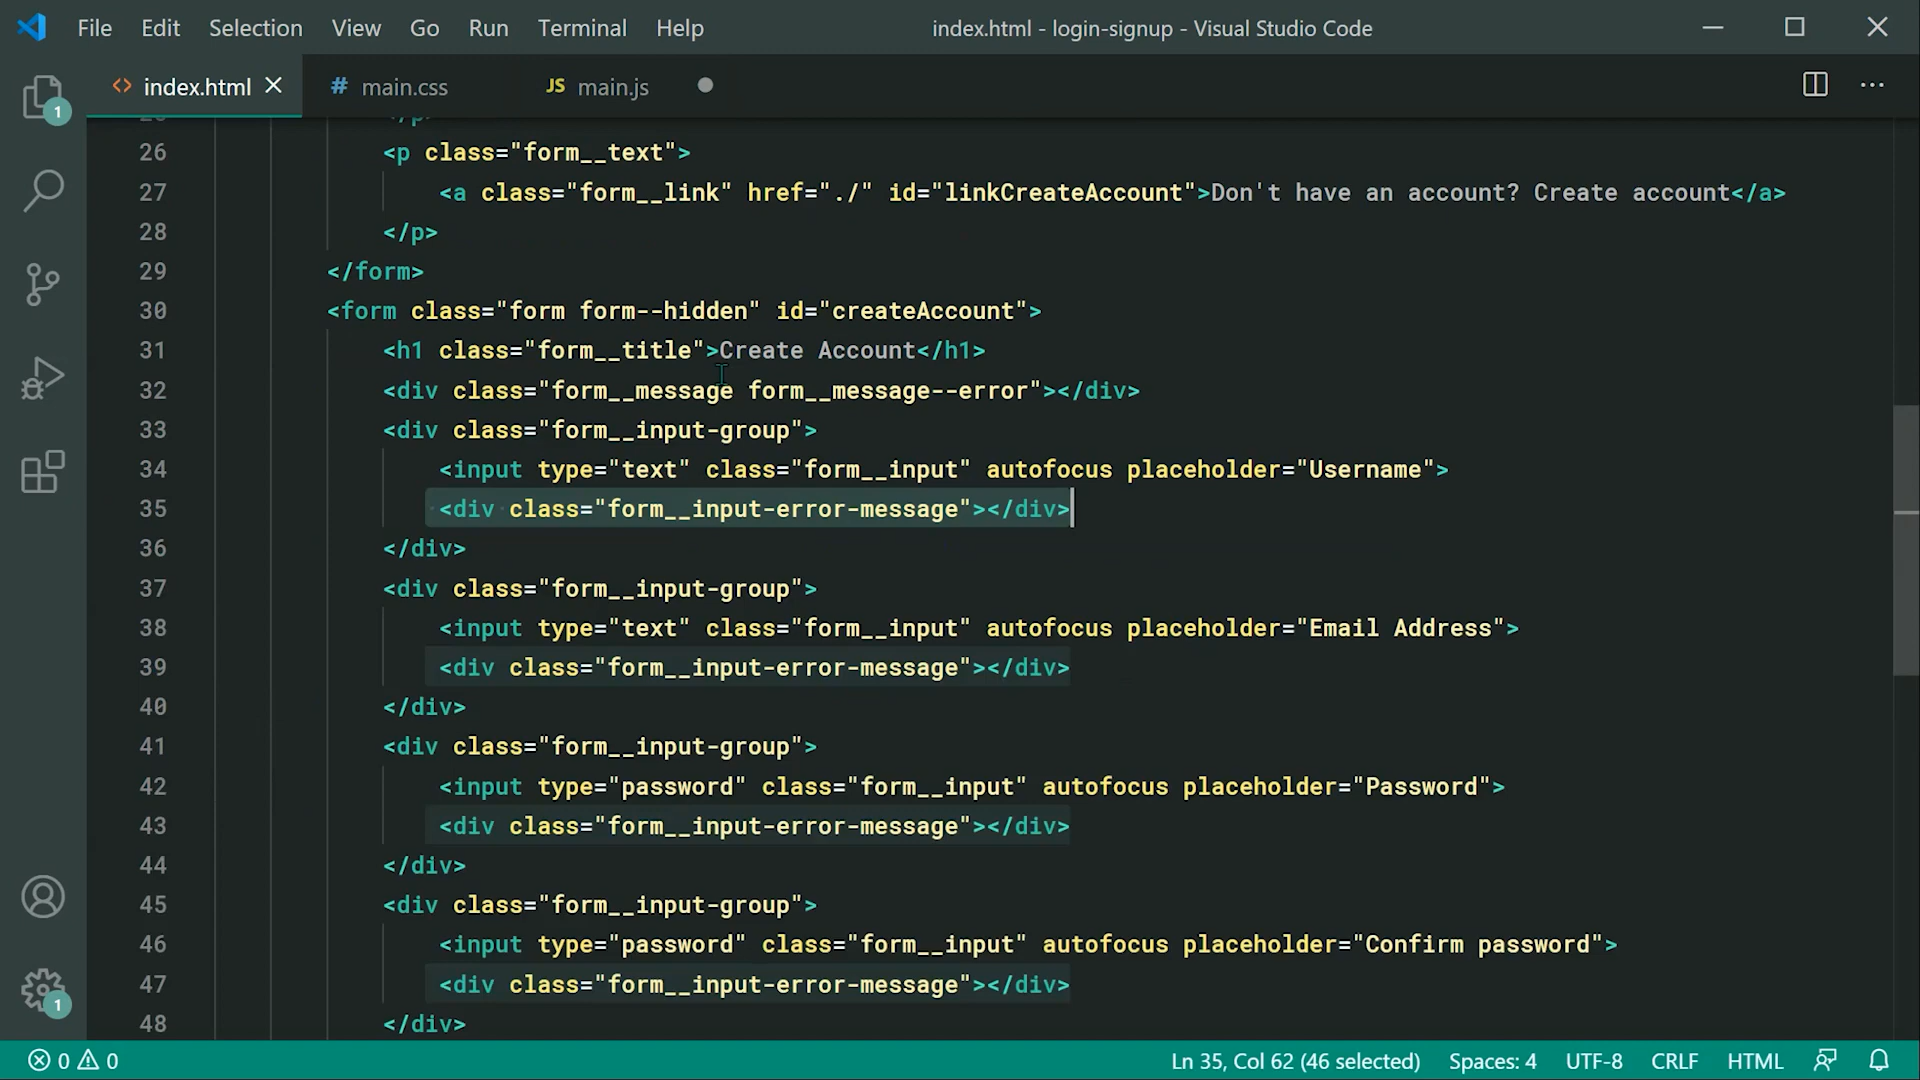 File Edit Selection View Go Run Terminal Help index.html - login-signup - Visual Studio Code
1 <> index.html # main.css JS main.js
</p>
26 <p class="form__text">
27 <a class="form__link" href="./" id="linkCreateAccount">Don't have an account? Create account</a>
28 </p>
29 </form>
30 <form class="form form--hidden" id="createAccount">
31 <h1 class="form__title">Create Account</h1>
32 <div class="form__message form__message--error"></div>
33 <div class="form__input-group">
34 <input type="text" class="form__input" autofocus placeholder="Username">
35 <div class="form__input-error-message"></div>
36 </div>
37 <div class="form__input-group">
38 <input type="text" class="form__input" autofocus placeholder="Email Address">
39 <div class="form__input-error-message"></div>
40 </div>
41 <div class="form__input-group">
42 <input type="password" class="form__input" autofocus placeholder="Password">
43 <div class="form__input-error-message"></div>
44 </div>
45 <div class="form__input-group">
46 <input type="password" class="form__input" autofocus placeholder="Confirm password">
47 <div class="form__input-error-message"></div>
48 </div>
1
0 0 Ln 35, Col 62 (46 selected) Spaces: 4 UTF-8 CRLF HTML